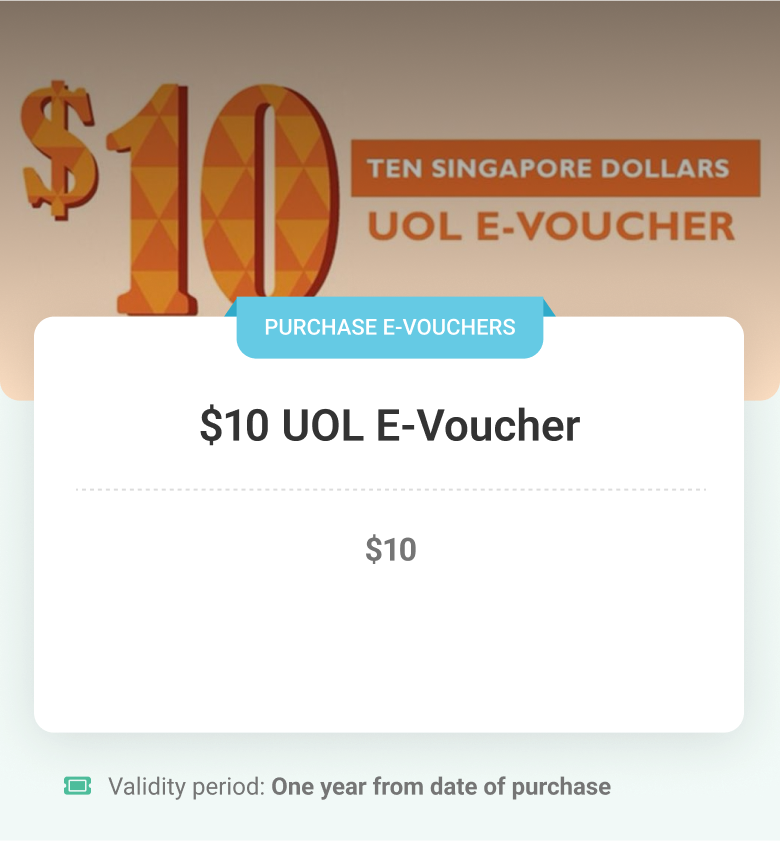 $10
TEN SINGAPORE DOLLARS
UOL E-VOUCHER
PURCHASE E-VOUCHERS
$10 UOL E-Voucher
$10
Validity period: One year from date of purchase